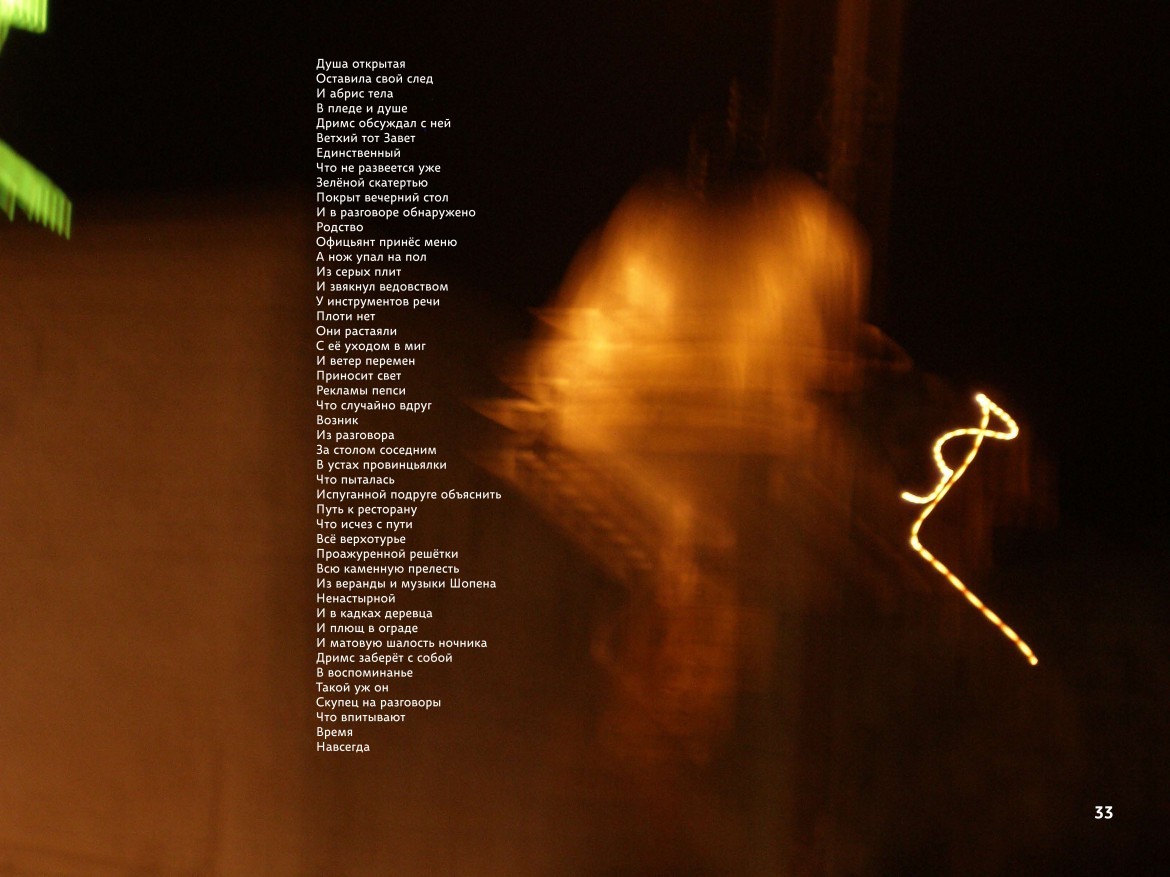 Душа открытая
Оставила свой след
И абрис тела
В пледе и душе
Дримс обсуждал с ней
Ветхий тот Завет
Единственный
Что не развеется уже
Зелёной скатертью
Покрыт вечерний стол
И в разговоре обнаружено
Родство
Офицьянт принёс меню
А нож упал на пол
Из серых плит
И звякнул ведовством
У инструментов речи
Плоти нет
Они растаяли
С её уходом в миг
И ветер перемен
Приносит свет
Рекламы пепси
Что случайно вдруг
Возник
Из разговора
За столом соседним
В устах провинцьялки
Что пыталась
Испуганной подруге объяснить
Путь к ресторану
Что исчез с пути
Всё верхотурье
Проажуренной решётки
Всю каменную прелесть
Из веранды и музыки Шопена
Ненастырной
И в кадках деревца
И плющ в ограде
И матовую шалость ночника
Дримс заберёт с собой
В воспоминанье
Такой уж он
Скупец на разговоры
Что впитывают
Время
Навсегда
33